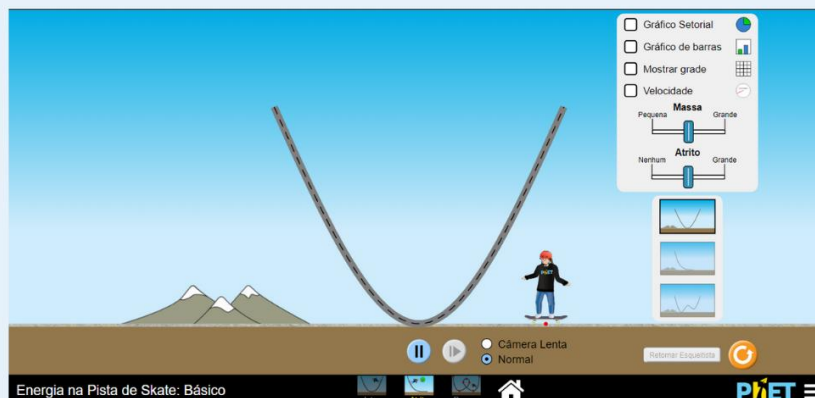 Gráfico Setorial
Gráfico de barras
Mostrar grade
Velocidade
Massa
Pequena Grande
Atrito
Nenhum Grande
PhET
Câmera Lenta
Normal
Retornar Esqueitista
Energia na Pista de Skate: Básico
PhET